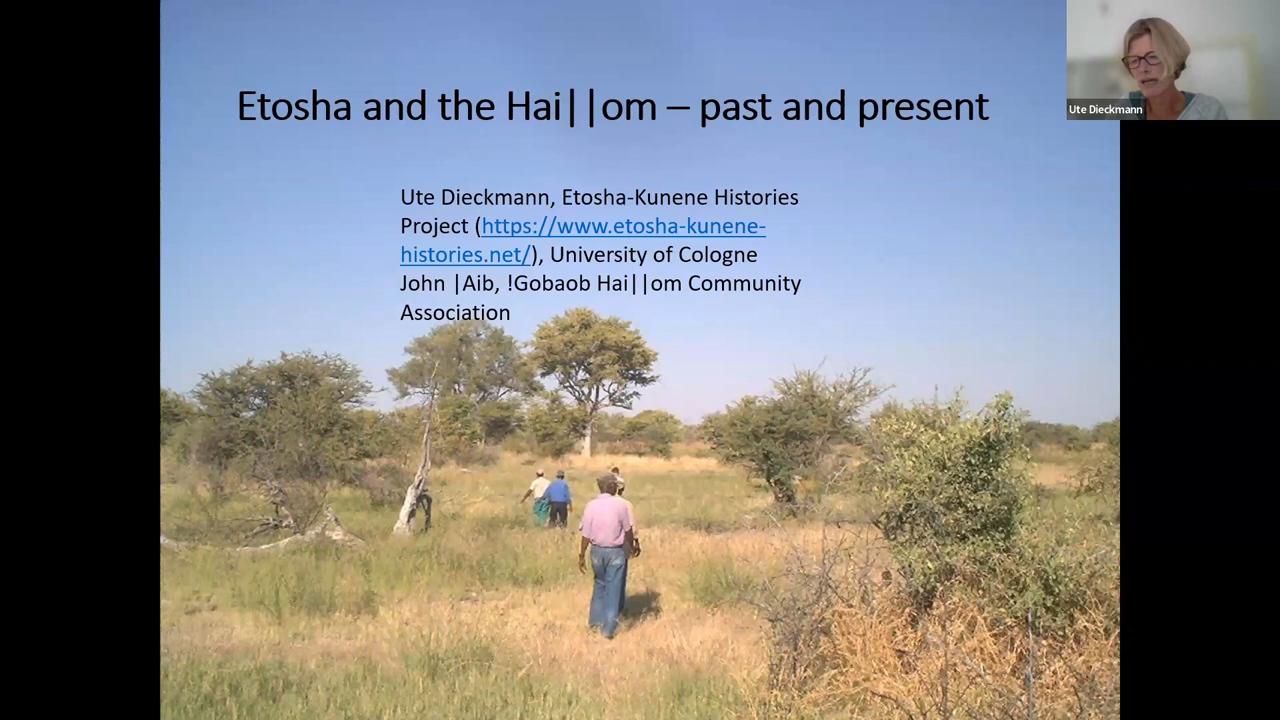 Etosha and the Hai||om – past and present
Ute Dieckmann
Ute Dieckmann, Etosha-Kunene Histories
Project (https://www.etosha-kunene-
histories.net/), University of Cologne
John |Aib, !Gobaob Hai||om Community
Association